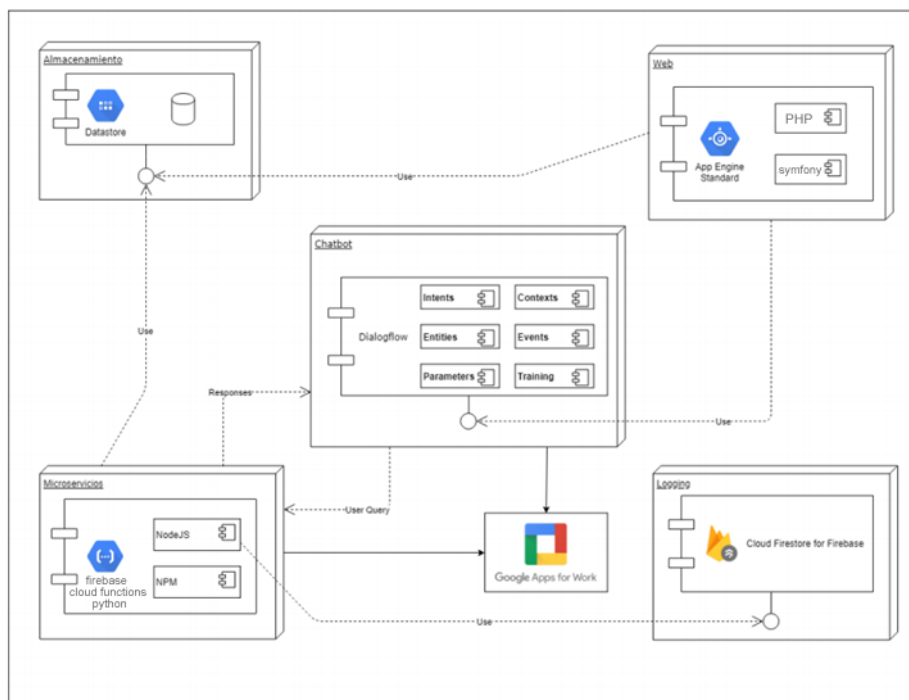 Almacenamiento
Datastore
Web
App Engine
Standard
PHP
symfony
Use
Use
Chatbot
Dialogflow
Intents
Contexts
Entities
Events
Parameters
Training
Responses
Use
User Query
Microservicios
firebase
cloud functions
python
NodeJS
NPM
Google Apps for Work
Logging
Cloud Firestore for Firebase
Use